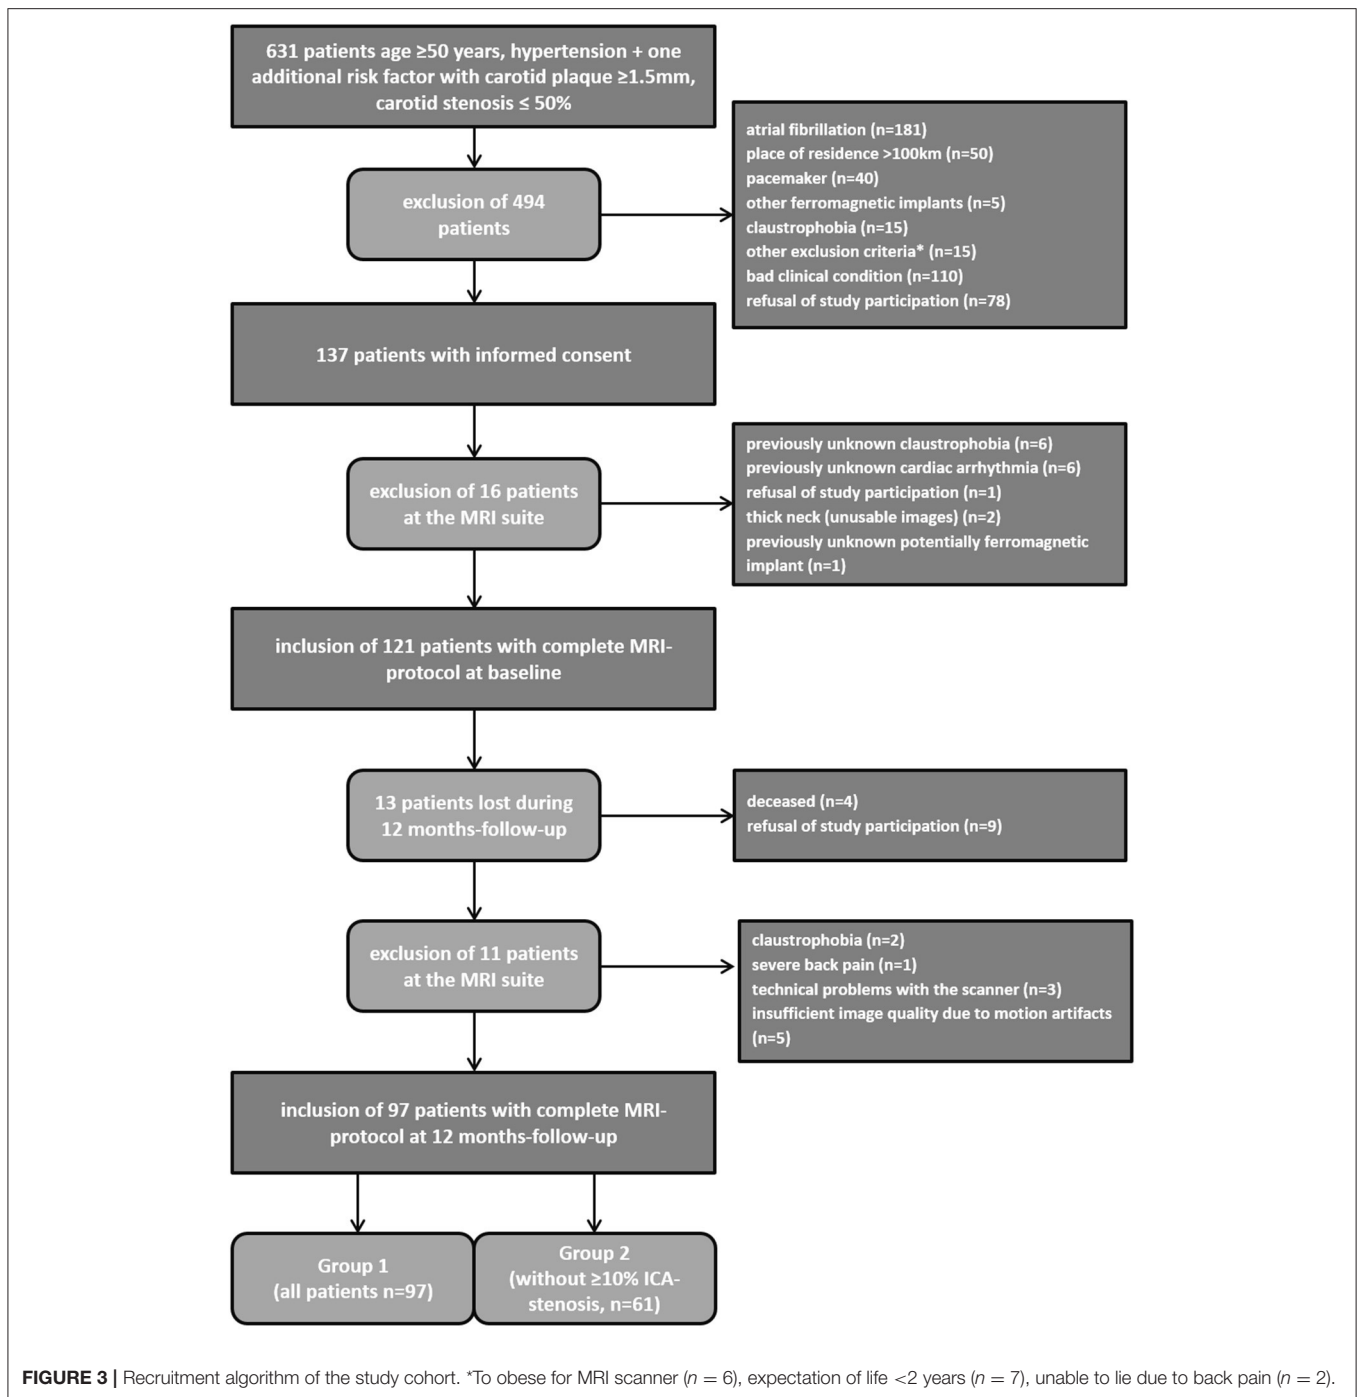 631 patients age ≥50 years, hypertension + one
additional risk factor with carotid plaque ≥1.5mm,
carotid stenosis ≤ 50%
exclusion of 494
patients
atrial fibrillation (n=181)
place of residence >100km (n=50)
pacemaker (n=40)
other ferromagnetic implants (n=5)
claustrophobia (n=15)
other exclusion criteria* (n=15)
bad clinical condition (n=110)
refusal of study participation (n=78)
137 patients with informed consent
exclusion of 16 patients
at the MRI suite
previously unknown claustrophobia (n=6)
previously unknown cardiac arrhythmia (n=6)
refusal of study participation (n=1)
thick neck (unusable images) (n=2)
previously unknown potentially ferromagnetic
implant (n=1)
inclusion of 121 patients with complete MRI-
protocol at baseline
13 patients lost during
12 months-follow-up
deceased (n=4)
refusal of study participation (n=9)
exclusion of 11 patients
at the MRI suite
claustrophobia (n=2)
severe back pain (n=1)
technical problems with the scanner (n=3)
insufficient image quality due to motion artifacts
(n=5)
inclusion of 97 patients with complete MRI-
protocol at 12 months-follow-up
Group 1
(all patients n=97)
Group 2
(without ≥10% ICA-
stenosis, n=61)
FIGURE 3 | Recruitment algorithm of the study cohort. *To obese for MRI scanner (n = 6), expectation of life <2 years (n = 7), unable to lie due to back pain (n = 2).